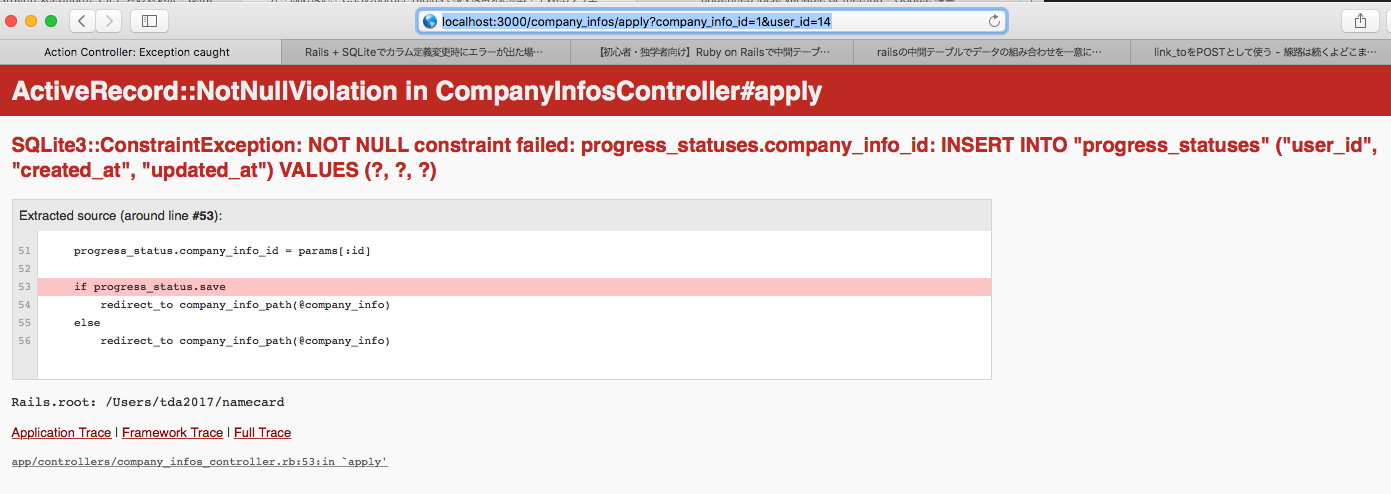 localhost:3000/company_infos/apply?company_info_id=1&user_id=14
Action Controller: Exception caught
Rails + SQLiteでカラム定義変更時にエラーが出た場…
【初心者・独学者向け】Ruby on Railsで中間テーブ…
railsの中間テーブルでデータの組み合わせを一意に…
link_toをPOSTとして使う - 線路は続くよどこま…
ActiveRecord::NotNullViolation in CompanyInfosController#apply
SQLite3::ConstraintException: NOT NULL constraint failed: progress_statuses.company_info_id: INSERT INTO "progress_statuses" ("user_id",
"created_at", "updated_at") VALUES (?, ?, ?)
Extracted source (around line #53):
51 progress_status.company_info_id = params[:id]
52
53 if progress_status.save
54 redirect_to company_info_path(@company_info)
55 else
56 redirect_to company_info_path(@company_info)
Rails.root: /Users/tda2017/namecard
Application Trace | Framework Trace | Full Trace
app/controllers/company_infos_controller.rb:53:in `apply'